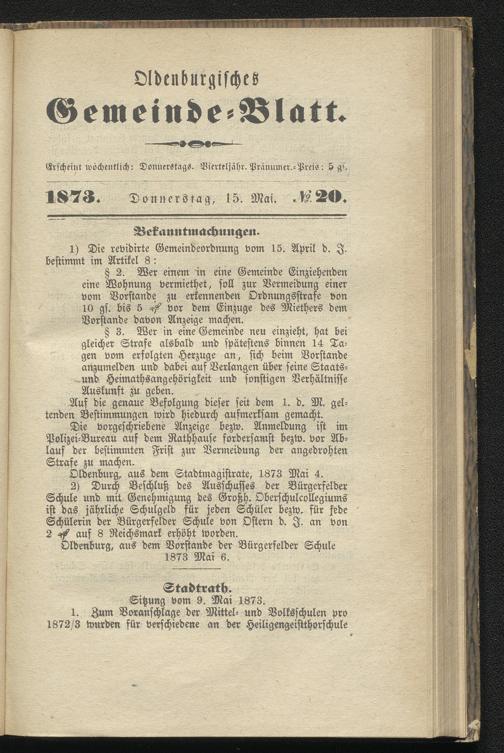 Oldenburgisches
Gemeinde-Blatt.
Erscheint wöchentlich: Donnerstags. Vierteljähr. Pränumer.-Preis: 5 gs.
1873. Donnerstag, 15. Mai. № 20.
Bekanntmachungen.
1) Die revidirte Gemeindeordnung vom 15. April d. J.
bestimmt im Artikel 8:
§ 2. Wer einem in eine Gemeinde Einziehenden
eine Wohnung vermiethet, soll zur Vermeidung einer
vom Vorstande zu erkennenden Ordnungsstrafe von
10 gs. bis 5 ₰ vor dem Einzuge des Miethers dem
Vorstande davon Anzeige machen.
§ 3. Wer in eine Gemeinde neu einzieht, hat bei
gleicher Strafe alsbald und spätestens binnen 14 Ta-
gen vom erfolgten Herzuge an, sich beim Vorstande
anzumelden und dabei auf Verlangen über seine Staats-
und Heimathsangehörigkeit und sonstigen Verhältnisse
Auskunft zu geben.
Auf die genaue Befolgung dieser seit dem 1. d. M. gel-
tenden Bestimmungen wird hiedurch aufmerksam gemacht.
Die vorgeschriebene Anzeige bezw. Anmeldung ist im
Polizei-Bureau auf dem Rathhause fordersamst bezw. vor Ab-
lauf der bestimmten Frist zur Vermeidung der angedrohten
Strafe zu machen.
Oldenburg, aus dem Stadtmagistrate, 1873 Mai 4.
2) Durch Beschluß des Ausschusses der Bürgerfelder
Schule und mit Genehmigung des Großh. Oberschulcollegiums
ist das jährliche Schulgeld für jeden Schüler bezw. für jede
Schülerin der Bürgerfelder Schule von Ostern d. J. an von
2 ₰ auf 8 Reichsmark erhöht worden.
Oldenburg, aus dem Vorstande der Bürgerfelder Schule
1873 Mai 6.
Stadtrath.
Sitzung vom 9. Mai 1873.
1. Zum Voranschlage der Mittel- und Volksschulen pro
1872/3 wurden für verschiedene an der Heiligengeistthorschule